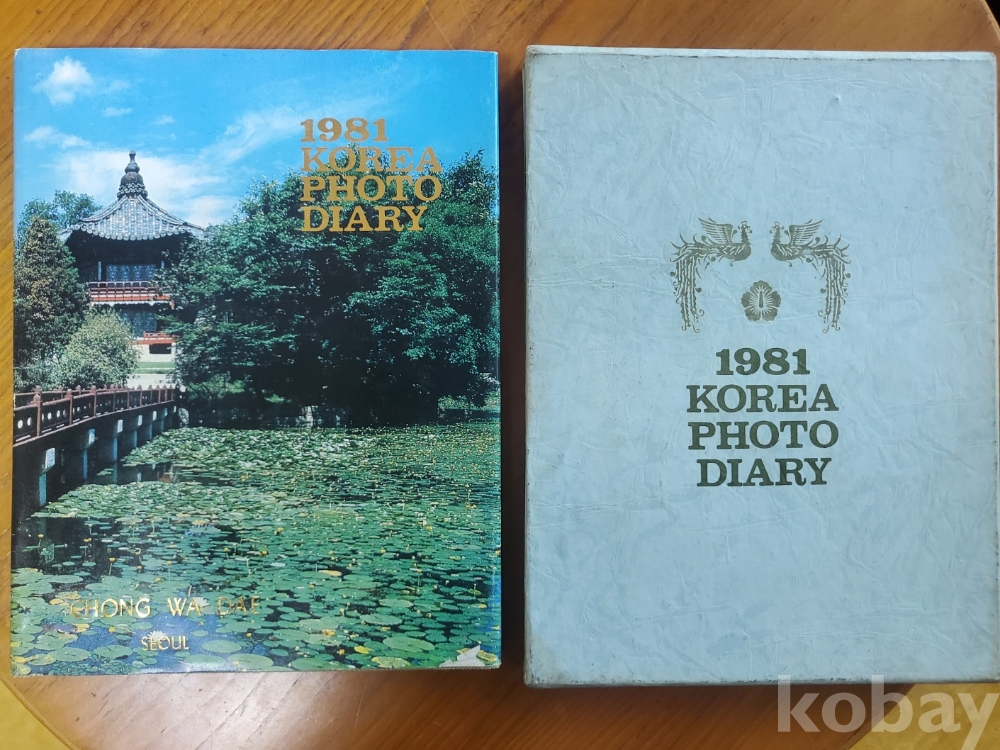 1981
KOREA
PHOTO
DIARY
CHONG WA DAE
SEOUL
1981
KOREA
PHOTO
DIARY
kobay